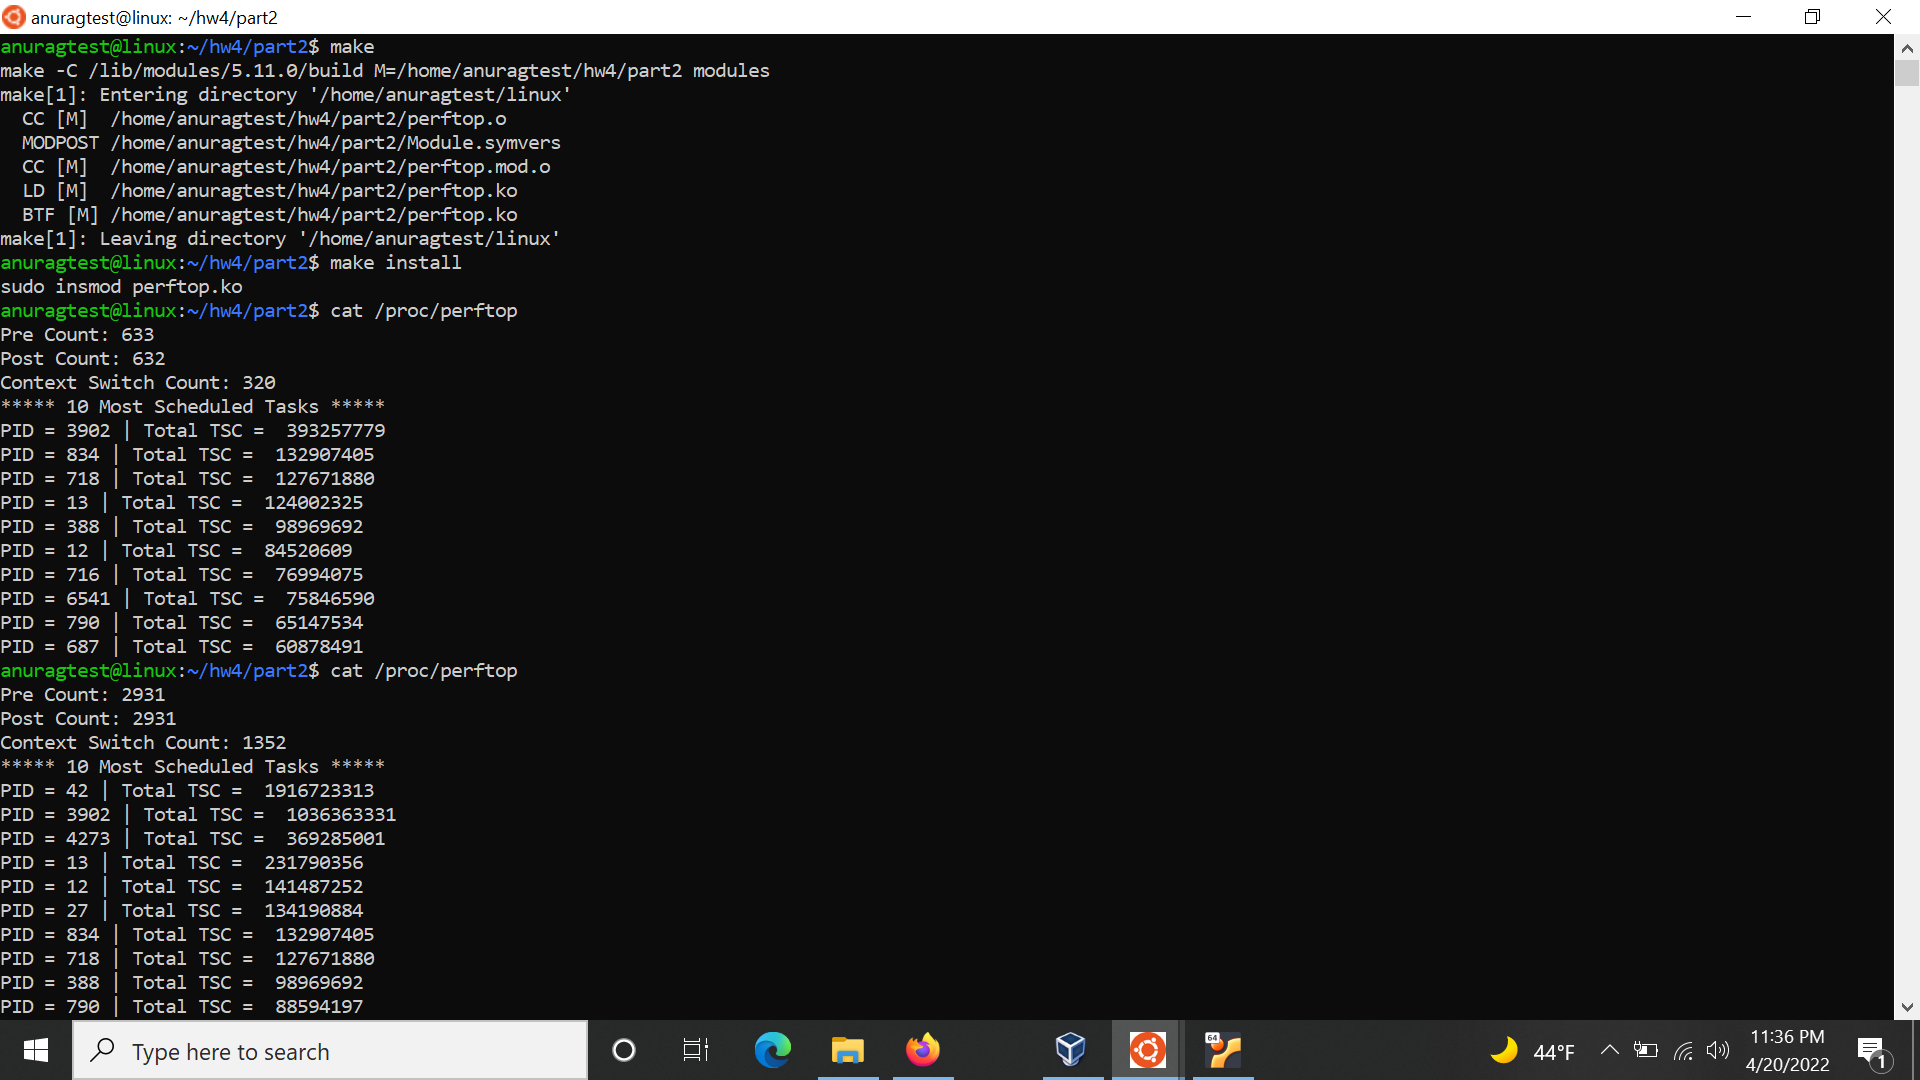 anuragtest@linux: ~/hw4/part2
anuragtest@linux:~/hw4/part2$ make
make -C /lib/modules/5.11.0/build M=/home/anuragtest/hw4/part2 modules
make[1]: Entering directory '/home/anuragtest/linux'
  CC [M]  /home/anuragtest/hw4/part2/perftop.o
  MODPOST /home/anuragtest/hw4/part2/Module.symvers
  CC [M]  /home/anuragtest/hw4/part2/perftop.mod.o
  LD [M]  /home/anuragtest/hw4/part2/perftop.ko
  BTF [M] /home/anuragtest/hw4/part2/perftop.ko
make[1]: Leaving directory '/home/anuragtest/linux'
anuragtest@linux:~/hw4/part2$ make install
sudo insmod perftop.ko
anuragtest@linux:~/hw4/part2$ cat /proc/perftop
Pre Count: 633
Post Count: 632
Context Switch Count: 320
***** 10 Most Scheduled Tasks *****
PID = 3902 | Total TSC =  393257779
PID = 834 | Total TSC =  132907405
PID = 718 | Total TSC =  127671880
PID = 13 | Total TSC =  124002325
PID = 388 | Total TSC =  98969692
PID = 12 | Total TSC =  84520609
PID = 716 | Total TSC =  76994075
PID = 6541 | Total TSC =  75846590
PID = 790 | Total TSC =  65147534
PID = 687 | Total TSC =  60878491
anuragtest@linux:~/hw4/part2$ cat /proc/perftop
Pre Count: 2931
Post Count: 2931
Context Switch Count: 1352
***** 10 Most Scheduled Tasks *****
PID = 42 | Total TSC =  1916723313
PID = 3902 | Total TSC =  1036363331
PID = 4273 | Total TSC =  369285001
PID = 13 | Total TSC =  231790356
PID = 12 | Total TSC =  141487252
PID = 27 | Total TSC =  134190884
PID = 834 | Total TSC =  132907405
PID = 718 | Total TSC =  127671880
PID = 388 | Total TSC =  98969692
PID = 790 | Total TSC =  88594197
Type here to search
64
44°F
11:36 PM
4/20/2022
1